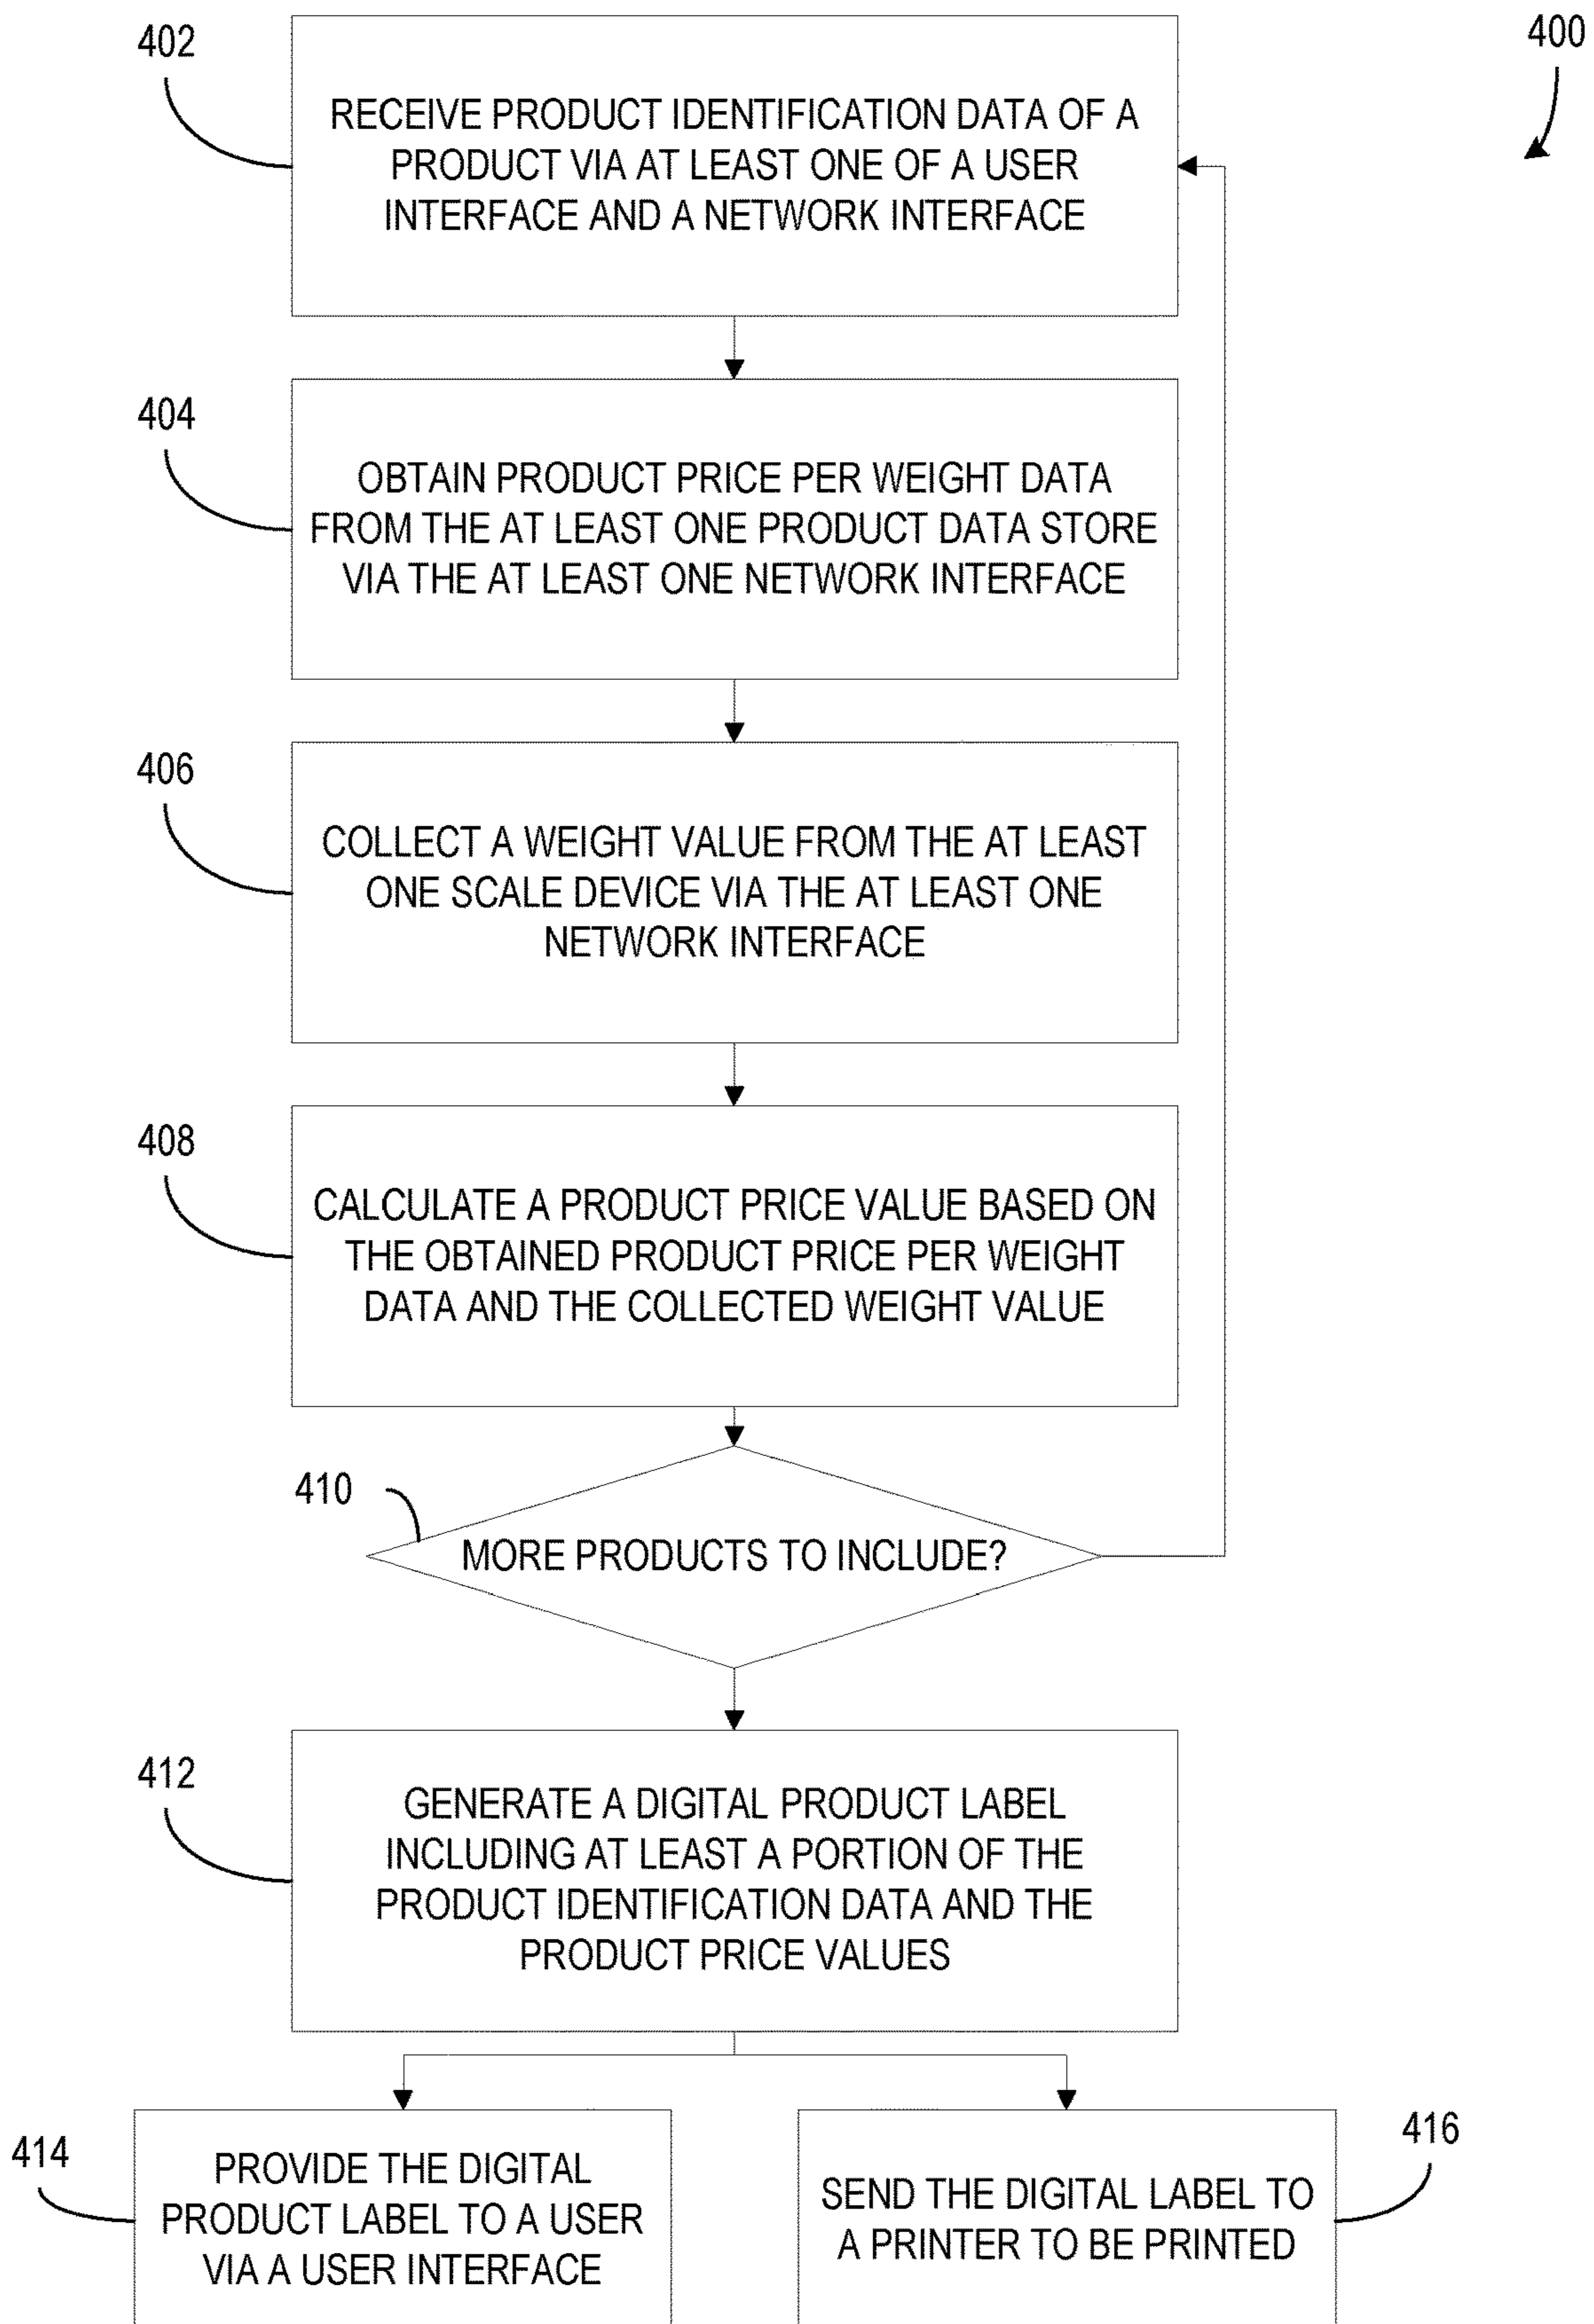 400
402
RECEIVE PRODUCT IDENTIFICATION DATA OF A
PRODUCT VIA AT LEAST ONE OF A USER
INTERFACE AND A NETWORK INTERFACE
404
OBTAIN PRODUCT PRICE PER WEIGHT DATA
FROM THE AT LEAST ONE PRODUCT DATA STORE
VIA THE AT LEAST ONE NETWORK INTERFACE
406
COLLECT A WEIGHT VALUE FROM THE AT LEAST
ONE SCALE DEVICE VIA THE AT LEAST ONE
NETWORK INTERFACE
408
CALCULATE A PRODUCT PRICE VALUE BASED ON
THE OBTAINED PRODUCT PRICE PER WEIGHT
DATA AND THE COLLECTED WEIGHT VALUE
410
MORE PRODUCTS TO INCLUDE?
412
GENERATE A DIGITAL PRODUCT LABEL
INCLUDING AT LEAST A PORTION OF THE
PRODUCT IDENTIFICATION DATA AND THE
PRODUCT PRICE VALUES
414
PROVIDE THE DIGITAL
PRODUCT LABEL TO A USER
VIA A USER INTERFACE
416
SEND THE DIGITAL LABEL TO
A PRINTER TO BE PRINTED